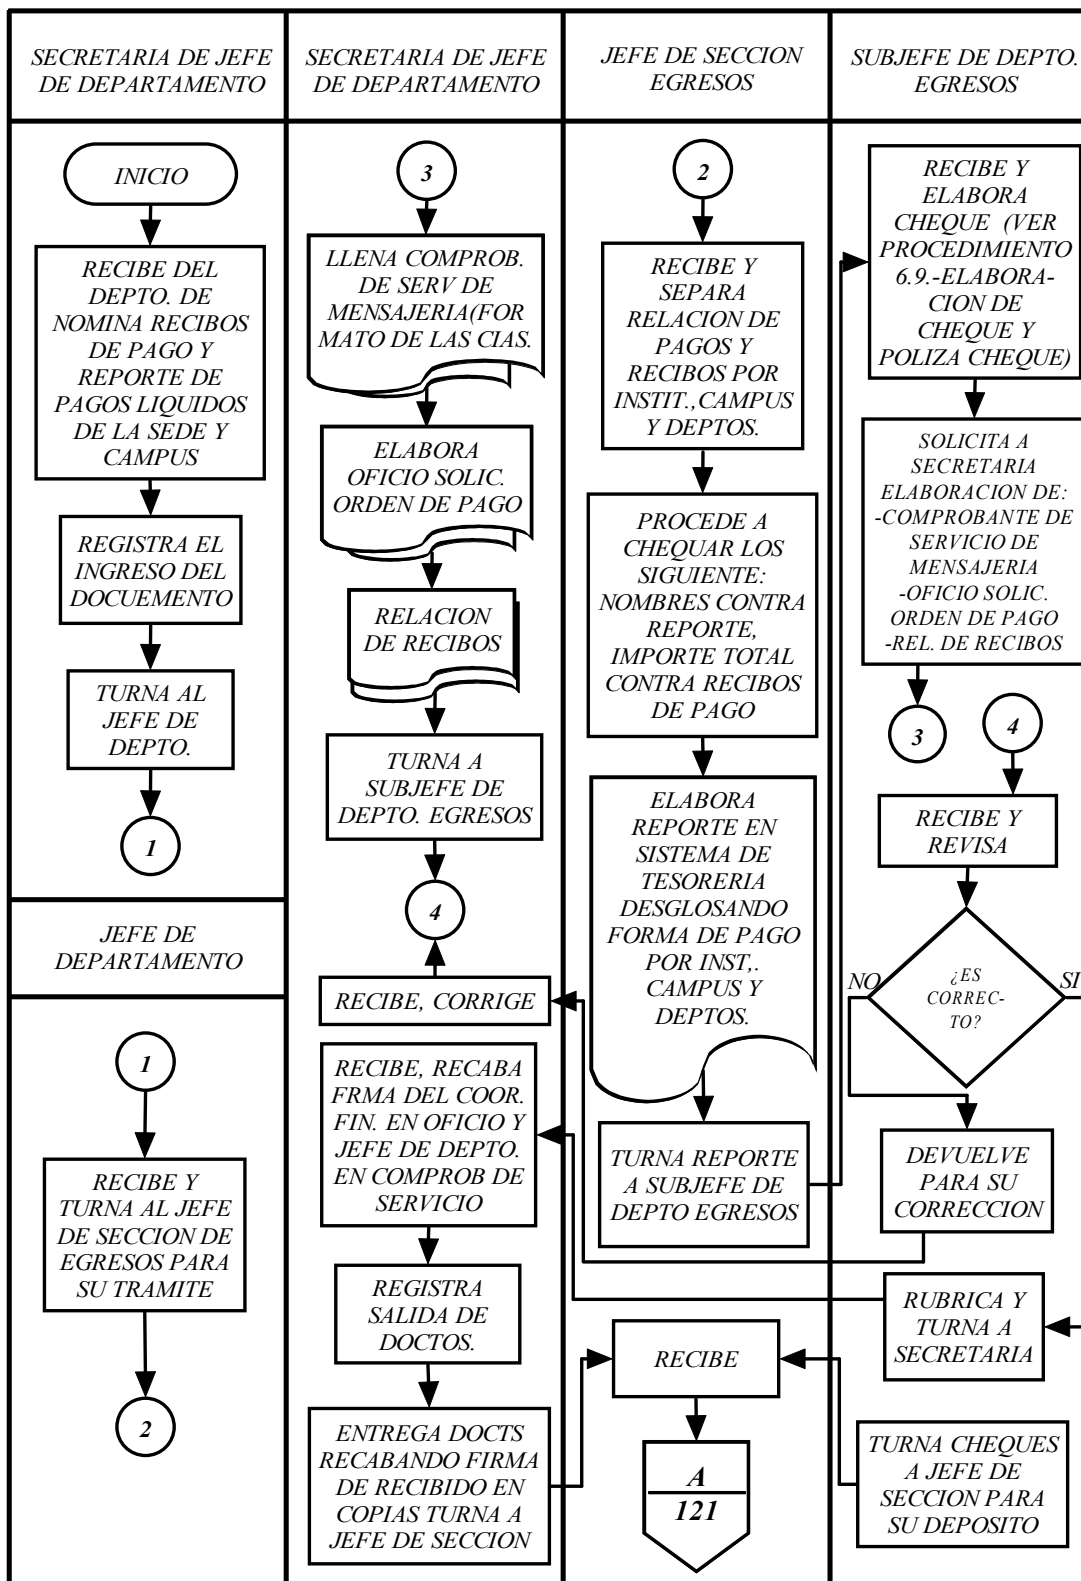 SECRETARIA DE JEFE
DE DEPARTAMENTO
INICIO
RECIBE DEL
DEPTO. DE
NOMINA RECIBOS
DE PAGO Y
REPORTE DE
PAGOS LIQUIDOS
DE LA SEDE Y
CAMPUS
REGISTRA EL
INGRESO DEL
DOCUEMENTO
TURNA AL
JEFE DE
DEPTO.
1
JEFE DE
DEPARTAMENTO
1
RECIBE Y
TURNA AL JEFE
DE SECCION DE
EGRESOS PARA
SU TRAMITE
2
SECRETARIA DE JEFE
DE DEPARTAMENTO
3
LLENA COMPROB.
DE SERV DE
MENSAJERIA(FOR
MATO DE LAS CIAS.
ELABORA
OFICIO SOLIC.
ORDEN DE PAGO
RELACION
DE RECIBOS
TURNA A
SUBJEFE DE
DEPTO. EGRESOS
4
RECIBE, CORRIGE
RECIBE, RECABA
FRMA DEL COOR.
FIN. EN OFICIO Y
JEFE DE DEPTO.
EN COMPROB DE
SERVICIO
REGISTRA
SALIDA DE
DOCTOS.
ENTREGA DOCTS
RECABANDO FIRMA
DE RECIBIDO EN
COPIAS TURNA A
JEFE DE SECCION
JEFE DE SECCION
EGRESOS
2
RECIBE Y
SEPARA
RELACION DE
PAGOS Y
RECIBOS POR
INSTIT.,CAMPUS
Y DEPTOS.
PROCEDE A
CHEQUAR LOS
SIGUIENTE:
NOMBRES CONTRA
REPORTE,
IMPORTE TOTAL
CONTRA RECIBOS
DE PAGO
ELABORA
REPORTE EN
SISTEMA DE
TESORERIA
DESGLOSANDO
FORMA DE PAGO
POR INST,.
CAMPUS Y
DEPTOS.
TURNA REPORTE
A SUBJEFE DE
DEPTO EGRESOS
RECIBE
A
121
SUBJEFE DE DEPTO.
EGRESOS
RECIBE Y
ELABORA
CHEQUE (VER
PROCEDIMIENTO
6.9.-ELABORA-
CION DE
CHEQUE Y
POLIZA CHEQUE)
SOLICITA A
SECRETARIA
ELABORACION DE:
-COMPROBANTE DE
SERVICIO DE
MENSAJERIA
-OFICIO SOLIC.
ORDEN DE PAGO
-REL. DE RECIBOS
3
4
RECIBE Y
REVISA
¿ES
CORREC-
TO?
NO
SI
DEVUELVE
PARA SU
CORRECCION
RUBRICA Y
TURNA A
SECRETARIA
TURNA CHEQUES
A JEFE DE
SECCION PARA
SU DEPOSITO